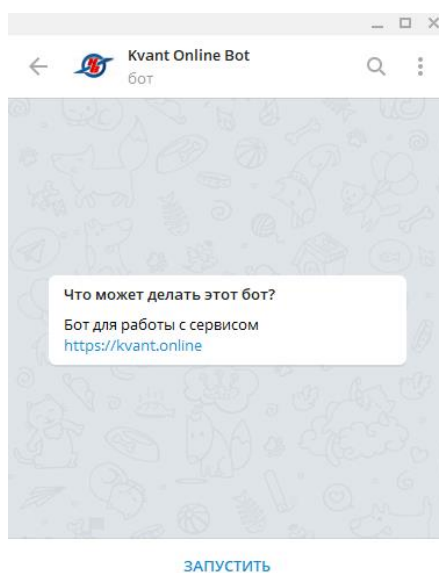 Kvant Online Bot
бот
Что может делать этот бот?
Бот для работы с сервисом
https://kvant.online
ЗАПУСТИТЬ